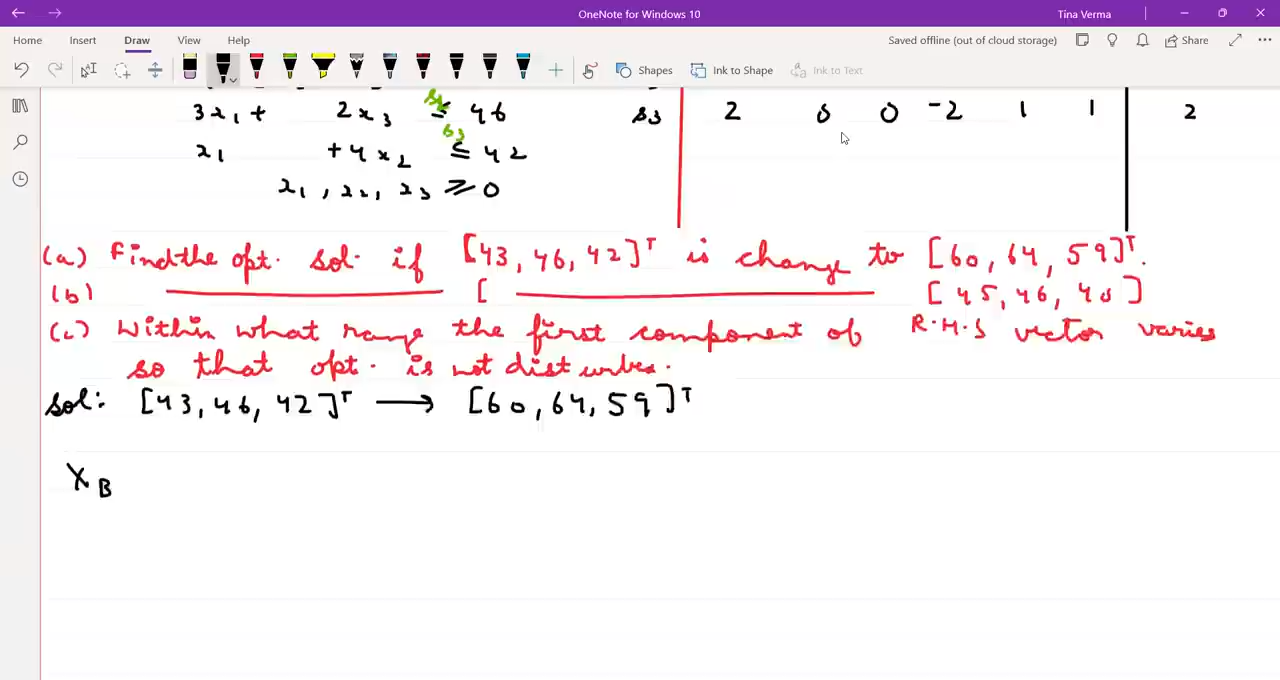 OneNote for Windows 10
Tina Verma
Home Insert Draw View Help
Saved offline (out of cloud storage)
Share
Shapes
Ink to Shape
Ink to Text
3x₁ + 2x₃ ≤ 46
s3 2 0 0 -2 1 1 2
x₁ + 4x₂ ≤ 42
x₁, x₂, x₃ ≥ 0
(a) Find the opt. sol. if [43, 46, 42]ᵀ is change to [60, 64, 59]ᵀ.
(b) [ [45, 46, 40]
(c) Within what range the first component of R.H.S vector varies
so that opt. is not disturbes.
Sol: [43, 46, 42]ᵀ → [60, 64, 59]ᵀ
X_B